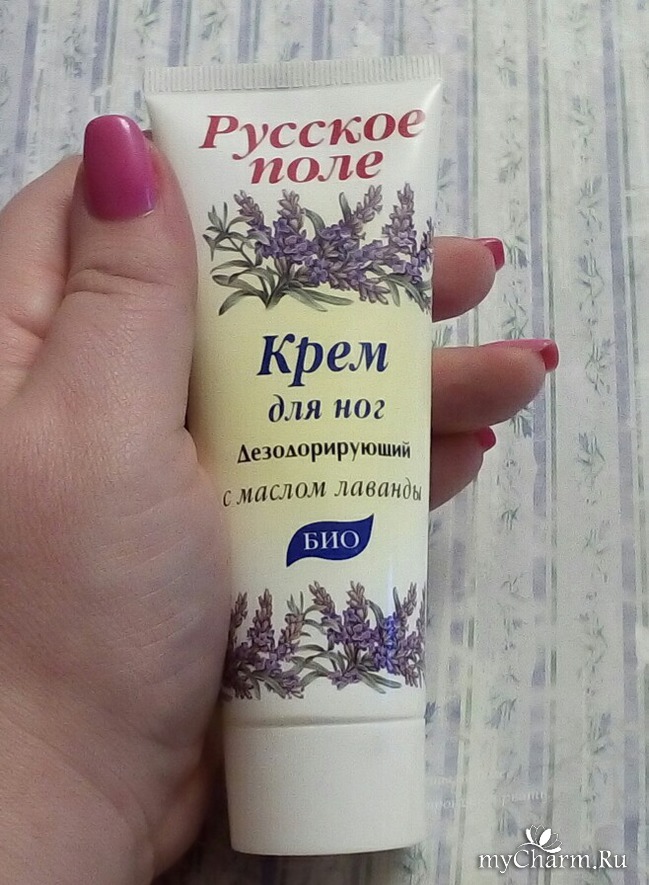 Русское
поле
Крем
для ног
Дезодорирующий
с маслом лаванды
БИО
myCharm.Ru